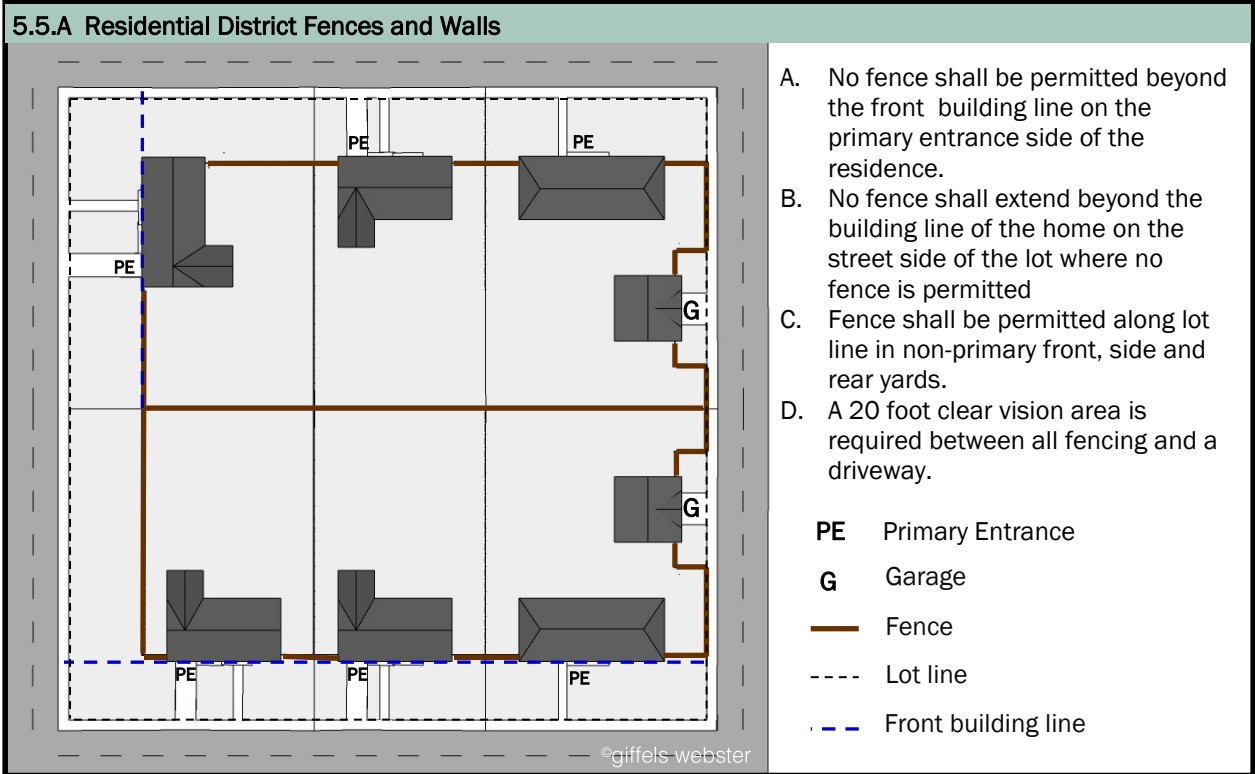 5.5.A Residential District Fences and Walls
PE
PE
PE
G
G
PE
PE
PE
©giffels webster
A. No fence shall be permitted beyond
the front building line on the
primary entrance side of the
residence.
B. No fence shall extend beyond the
building line of the home on the
street side of the lot where no
fence is permitted
C. Fence shall be permitted along lot
line in non-primary front, side and
rear yards.
D. A 20 foot clear vision area is
required between all fencing and a
driveway.
PE Primary Entrance
G Garage
Fence
Lot line
Front building line